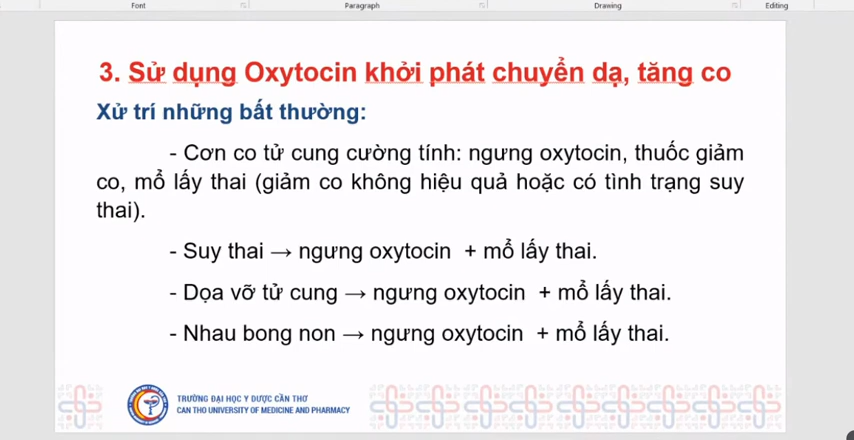 Font Paragraph Drawing Editing
3. Sử dụng Oxytocin khởi phát chuyển dạ, tăng co
Xử trí những bất thường:
- Cơn co tử cung cường tính: ngưng oxytocin, thuốc giảm
co, mổ lấy thai (giảm co không hiệu quả hoặc có tình trạng suy
thai).
- Suy thai → ngưng oxytocin + mổ lấy thai.
- Dọa vỡ tử cung → ngưng oxytocin + mổ lấy thai.
- Nhau bong non → ngưng oxytocin + mổ lấy thai.
TRƯỜNG ĐẠI HỌC Y DƯỢC CẦN THƠ
CAN THO UNIVERSITY OF MEDICINE AND PHARMACY